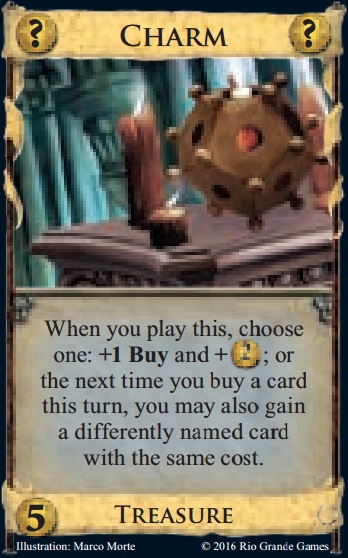 ? CHARM ?
When you play this, choose
one: +1 Buy and + 2; or
the next time you buy a card
this turn, you may also gain
a differently named card
with the same cost.
5 TREASURE
Illustration: Marco Morte © 2016 Rio Grande Games